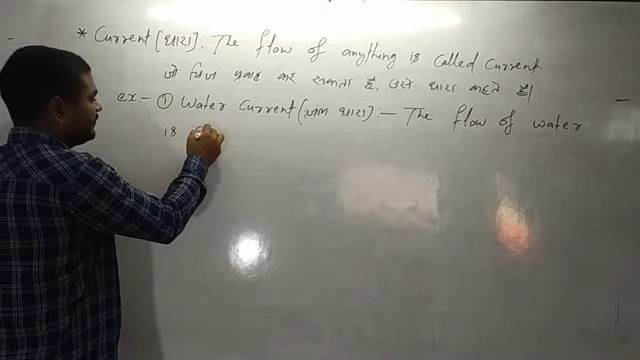 * Current (धारा): The flow of anything is called Current.
जो चिज प्रवाह कर सकता है, उसे धारा कहते हैं।
ex:- ① Water Current (जल धारा):- The flow of water
is